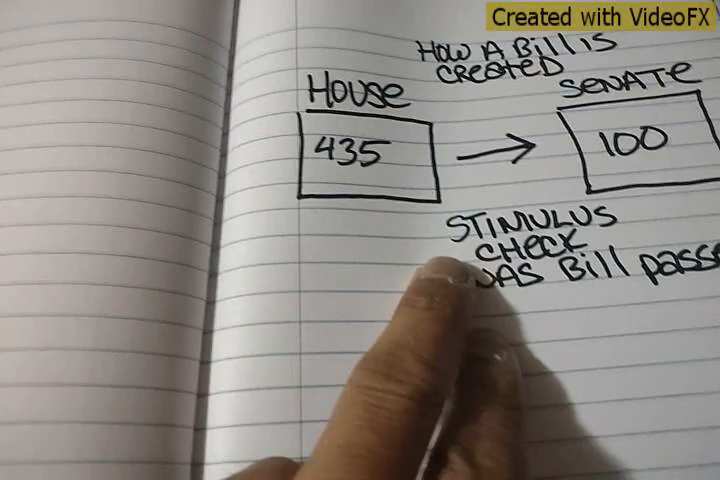 Created with VideoFX
HOW A Bill IS
CREATED
HOUSE
SENATE
435
100
STIMULUS
CHECK
Bill